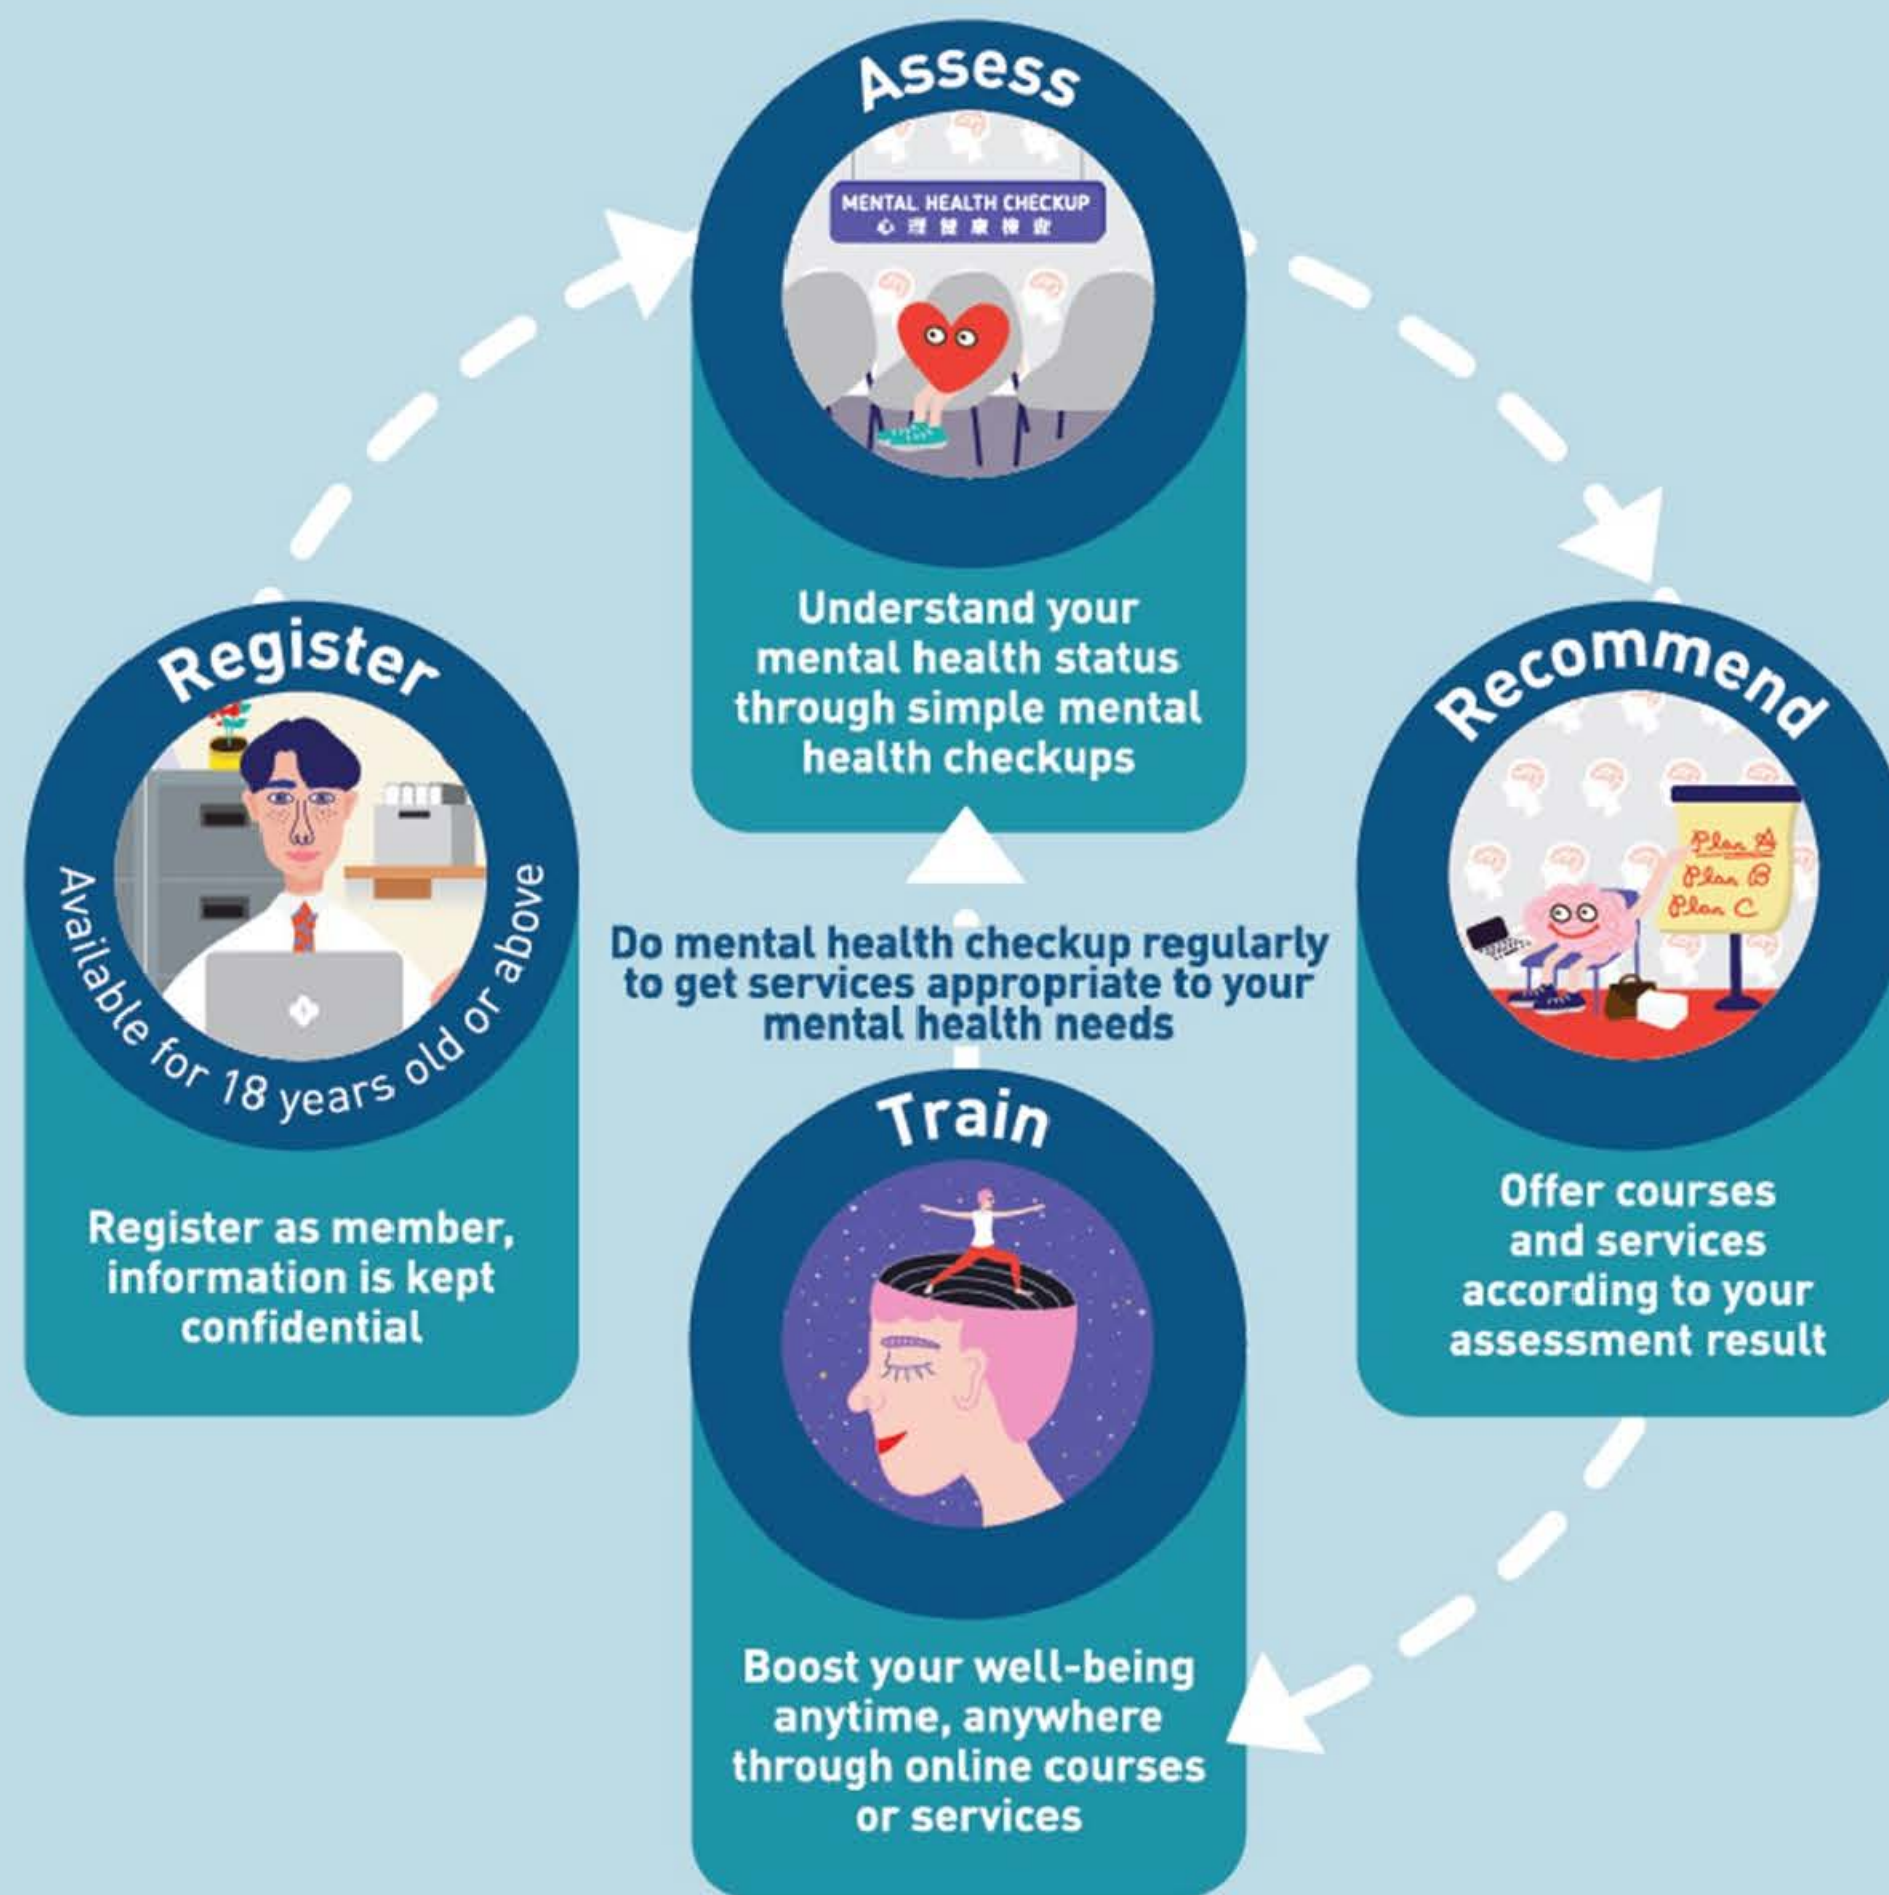 Assess
MENTAL HEALTH CHECKUP
心理健康檢查
Understand your
mental health status
through simple mental
health checkups
Register
Available for 18 years old or above
Register as member,
information is kept
confidential
Recommend
Plan A
Plan B
Plan C
Offer courses
and services
according to your
assessment result
Do mental health checkup regularly
to get services appropriate to your
mental health needs
Train
Boost your well-being
anytime, anywhere
through online courses
or services